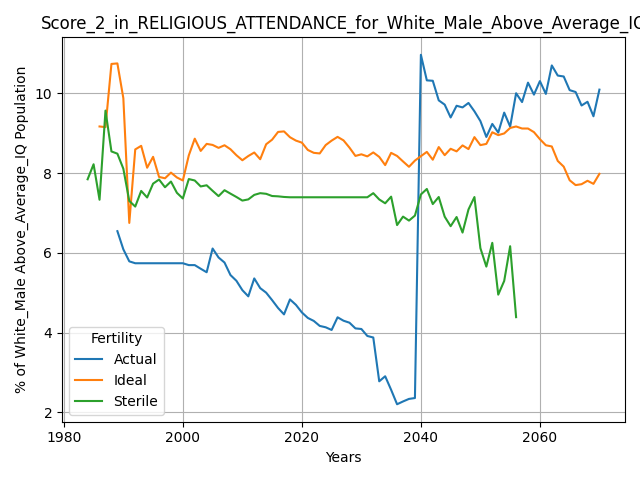 Score_2_in_RELIGIOUS_ATTENDANCE_for_White_Male_Above_Average_IQ
% of White_Male Above_Average_IQ Population
10
8
6
4
2
Fertility
Actual
Ideal
Sterile
1980 2000 2020 2040 2060
Years